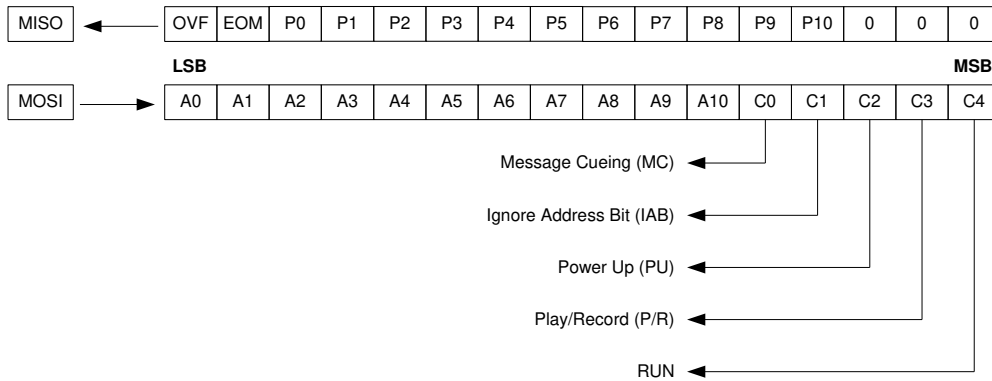 MISO OVF EOM P0 P1 P2 P3 P4 P5 P6 P7 P8 P9 P10 0 0 0
LSB MSB
MOSI A0 A1 A2 A3 A4 A5 A6 A7 A8 A9 A10 C0 C1 C2 C3 C4
Message Cueing (MC)
Ignore Address Bit (IAB)
Power Up (PU)
Play/Record (P/R)
RUN